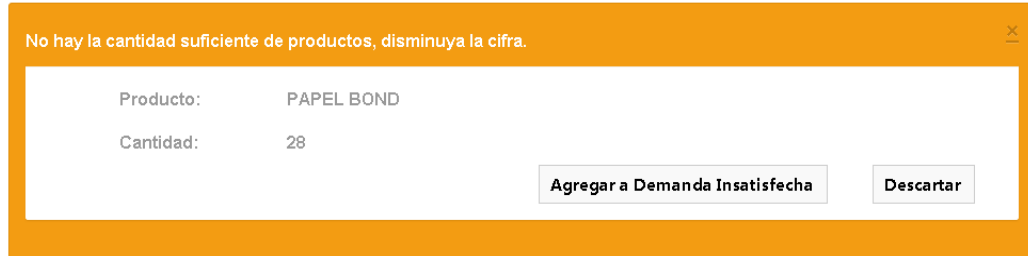 No hay la cantidad suficiente de productos, disminuya la cifra.
×
Producto: PAPEL BOND
Cantidad: 28
Agregar a Demanda Insatisfecha Descartar